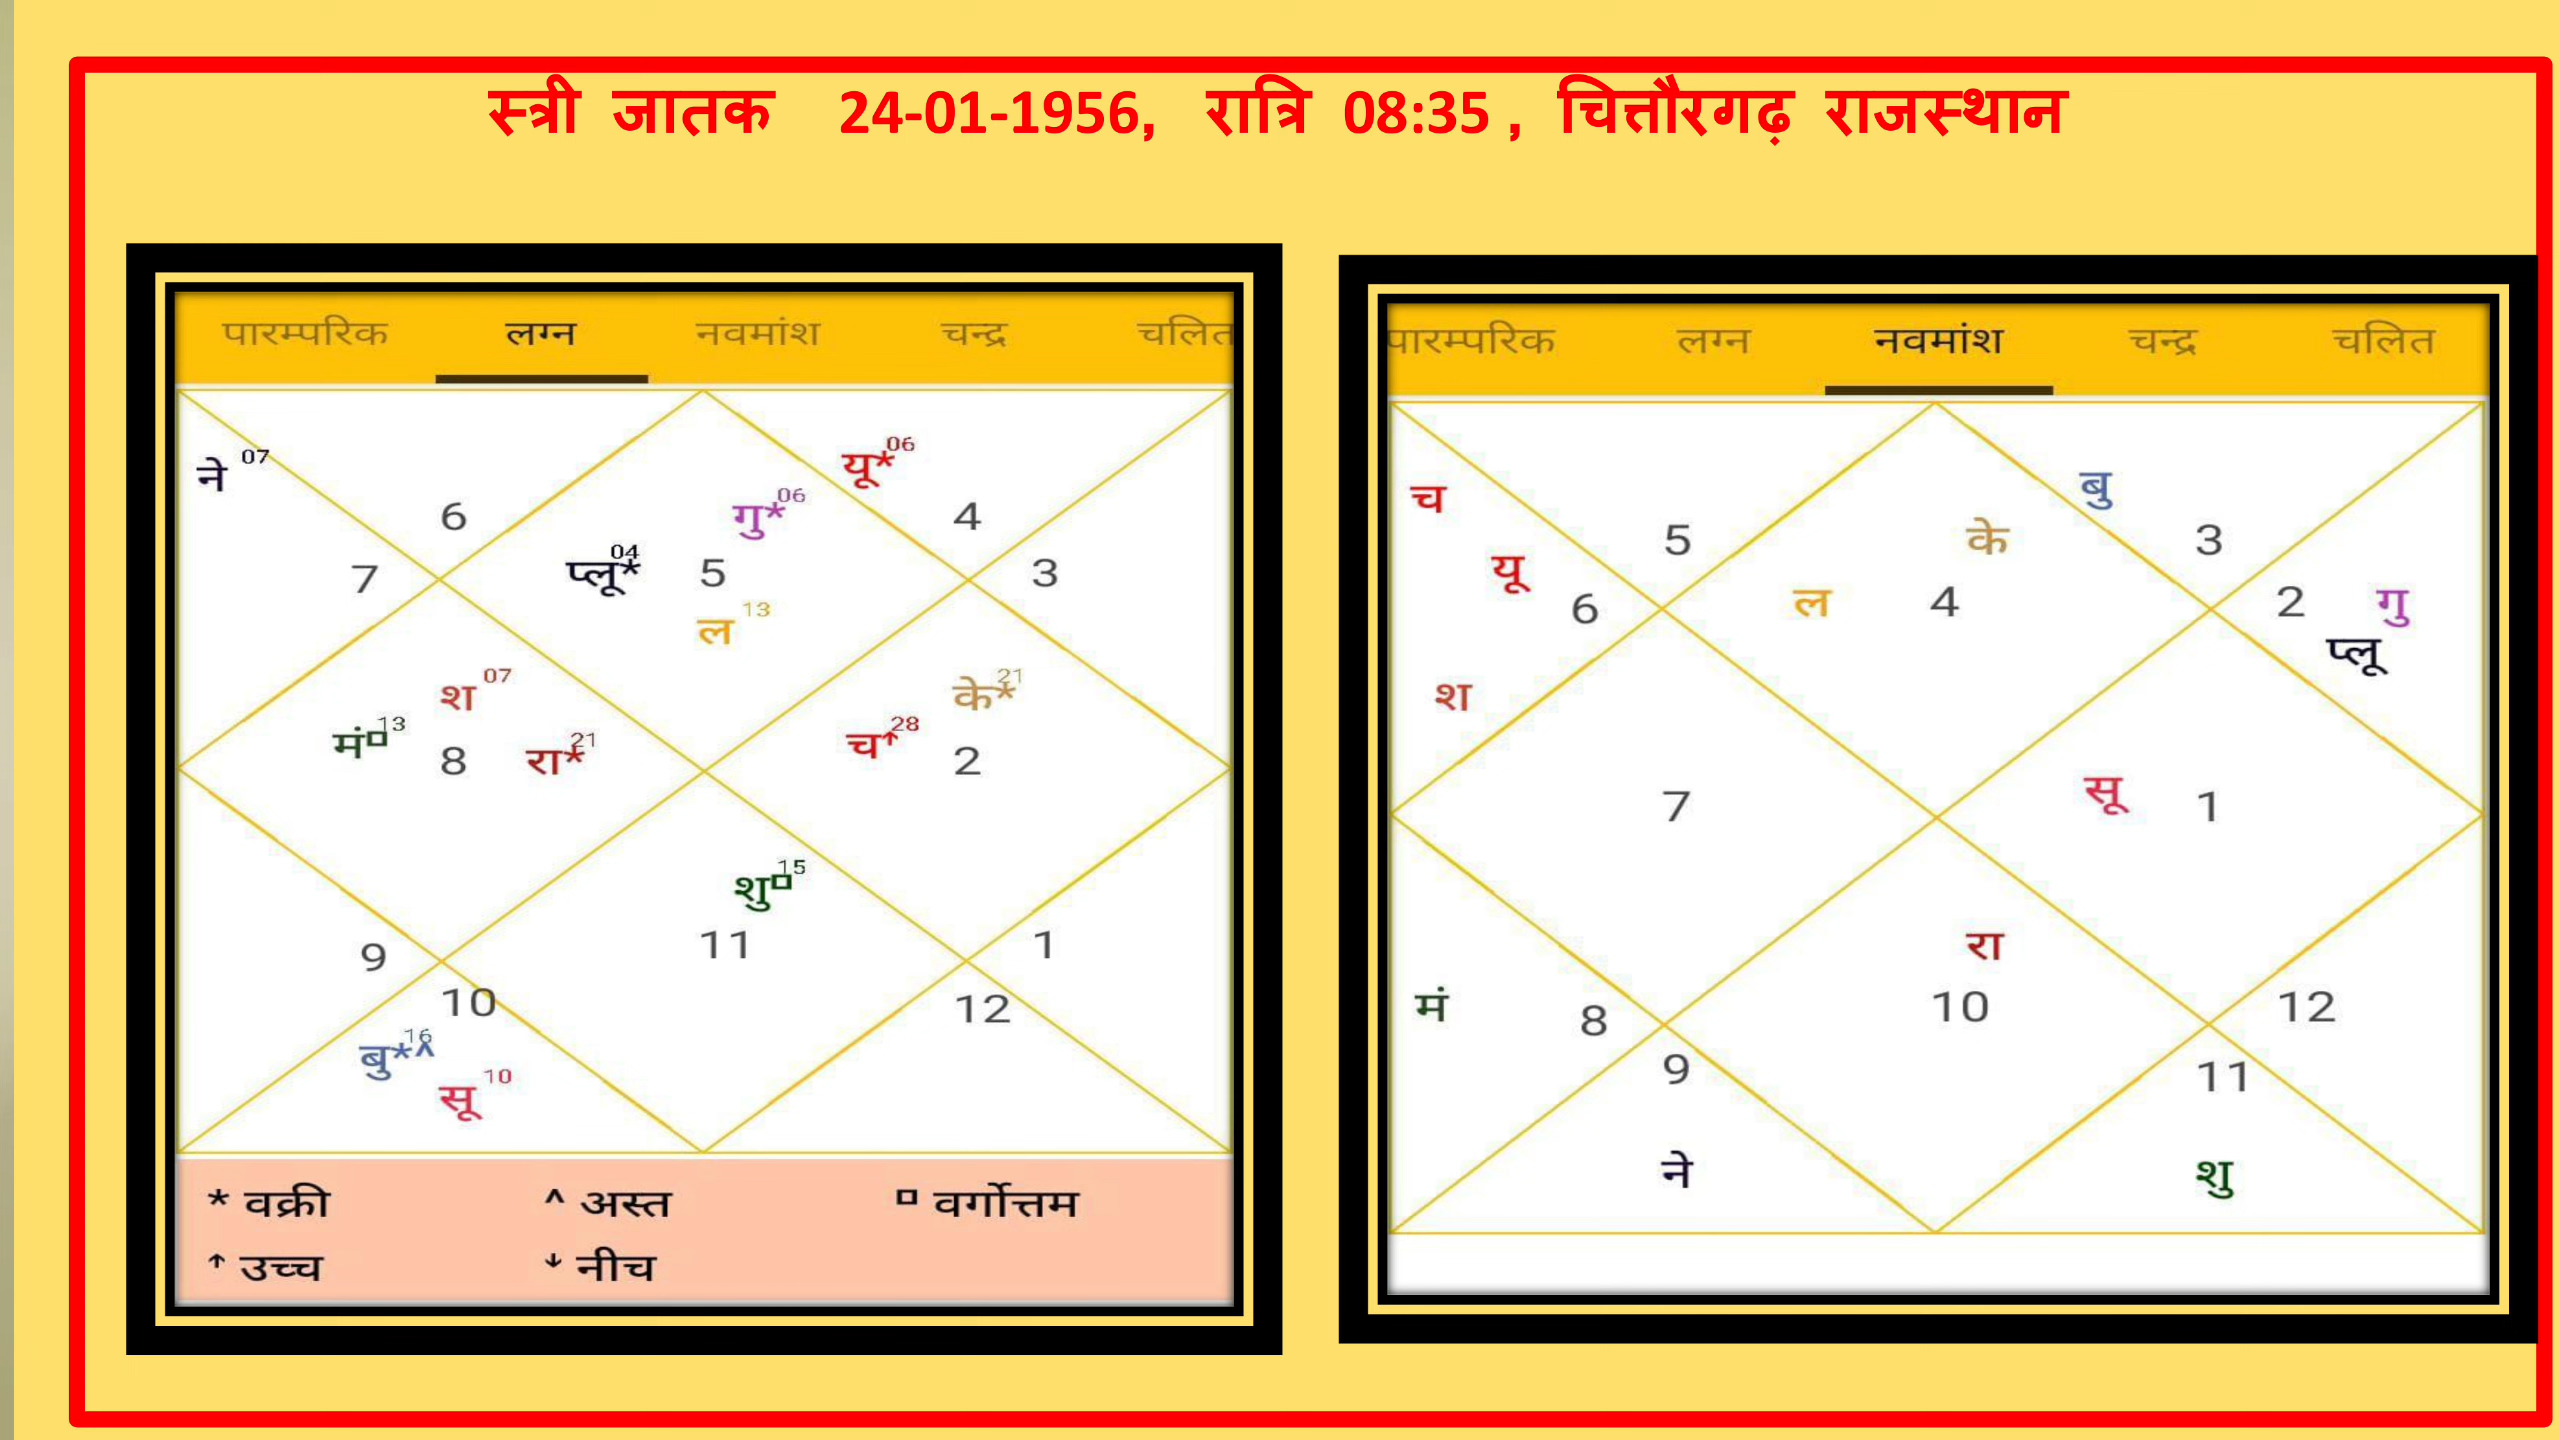 स्त्री जातक 24-01-1956, रात्रि 08:35 , चित्तौरगढ़ राजस्थान
पारम्परिक लग्न नवमांश चन्द्र चलित
यू* 06
ने 07
गु* 06
6
4
प्लू* 04
5
7
3
ल 13
श 07
के* 21
मं¤ 13
8
रा* 21
च↑ 28
2
शु¤ 15
11
9
1
10
12
बु*^ 16
सू 10
* वक्री ^ अस्त ¤ वर्गोत्तम
↑ उच्च ↓ नीच
पारम्परिक लग्न नवमांश चन्द्र चलित
च
बु
5
के
3
यू
6
ल
4
2
गु
प्लू
श
7
सू
1
रा
मं
8
10
12
9
11
ने
शु